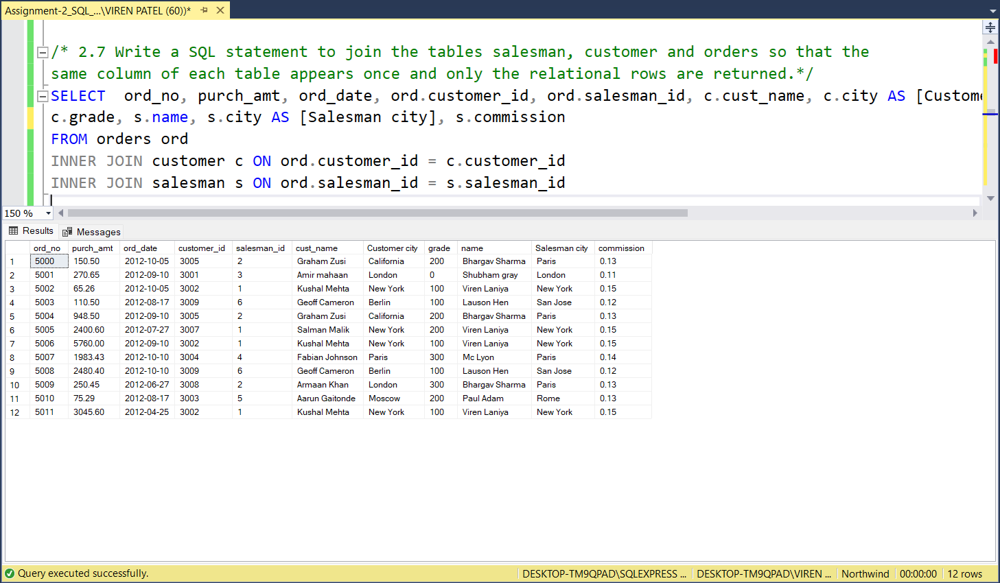 Assignment-2_SQL_...\VIREN PATEL (60))*
/* 2.7 Write a SQL statement to join the tables salesman, customer and orders so that the
same column of each table appears once and only the relational rows are returned.*/
SELECT  ord_no, purch_amt, ord_date, ord.customer_id, ord.salesman_id, c.cust_name, c.city AS [Custom
c.grade, s.name, s.city AS [Salesman city], s.commission
FROM orders ord
INNER JOIN customer c ON ord.customer_id = c.customer_id
INNER JOIN salesman s ON ord.salesman_id = s.salesman_id
150 %
Results Messages
ord_no purch_amt ord_date customer_id salesman_id cust_name Customer city grade name Salesman city commission
1 5000 150.50 2012-10-05 3005 2 Graham Zusi California 200 Bhargav Sharma Paris 0.13
2 5001 270.65 2012-09-10 3001 3 Amir mahaan London 0 Shubham gray London 0.11
3 5002 65.26 2012-10-05 3002 1 Kushal Mehta New York 100 Viren Laniya New York 0.15
4 5003 110.50 2012-08-17 3009 6 Geoff Cameron Berlin 100 Lauson Hen San Jose 0.12
5 5004 948.50 2012-09-10 3005 2 Graham Zusi California 200 Bhargav Sharma Paris 0.13
6 5005 2400.60 2012-07-27 3007 1 Salman Malik New York 200 Viren Laniya New York 0.15
7 5006 5760.00 2012-09-10 3002 1 Kushal Mehta New York 100 Viren Laniya New York 0.15
8 5007 1983.43 2012-10-10 3004 4 Fabian Johnson Paris 300 Mc Lyon Paris 0.14
9 5008 2480.40 2012-10-10 3009 6 Geoff Cameron Berlin 100 Lauson Hen San Jose 0.12
10 5009 250.45 2012-06-27 3008 2 Armaan Khan London 300 Bhargav Sharma Paris 0.13
11 5010 75.29 2012-08-17 3003 5 Aarun Gaitonde Moscow 200 Paul Adam Rome 0.13
12 5011 3045.60 2012-04-25 3002 1 Kushal Mehta New York 100 Viren Laniya New York 0.15
Query executed successfully. DESKTOP-TM9QPAD\SQLEXPRESS ... DESKTOP-TM9QPAD\VIREN ... Northwind 00:00:00 12 rows